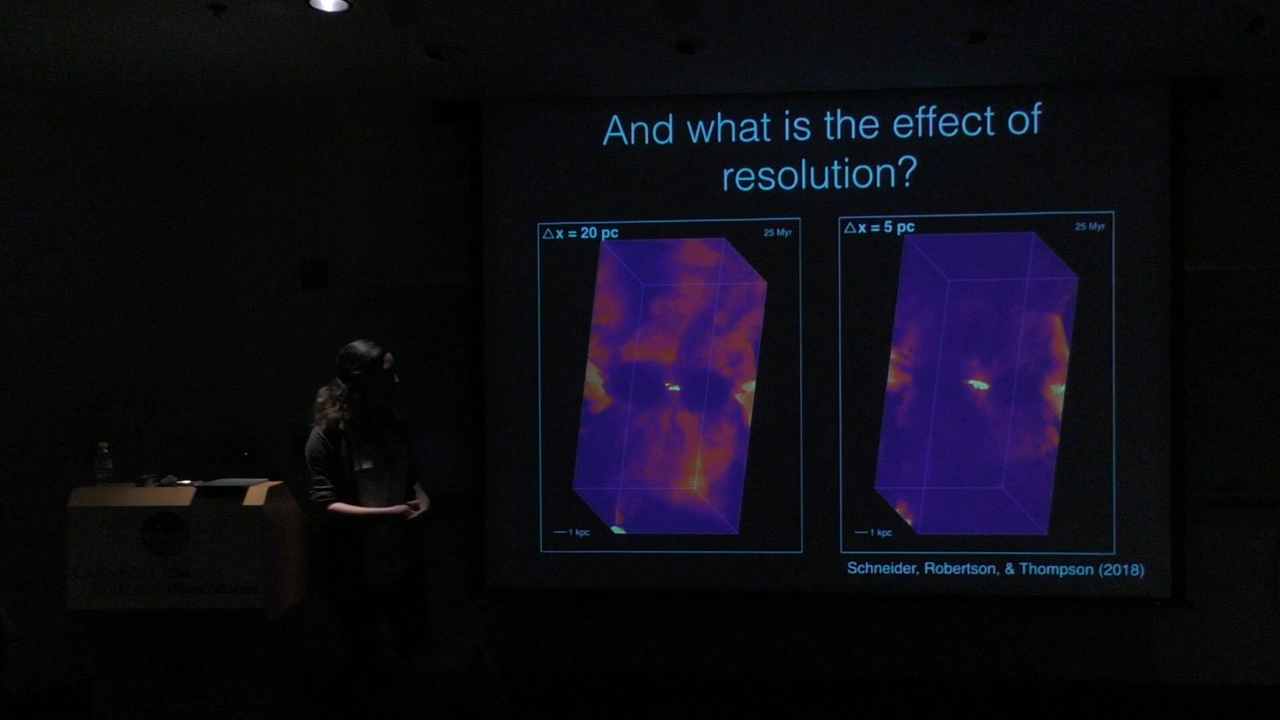 And what is the effect of
resolution?
△x = 20 pc
25 Myr
1 kpc
△x = 5 pc
25 Myr
1 kpc
Schneider, Robertson, & Thompson (2018)